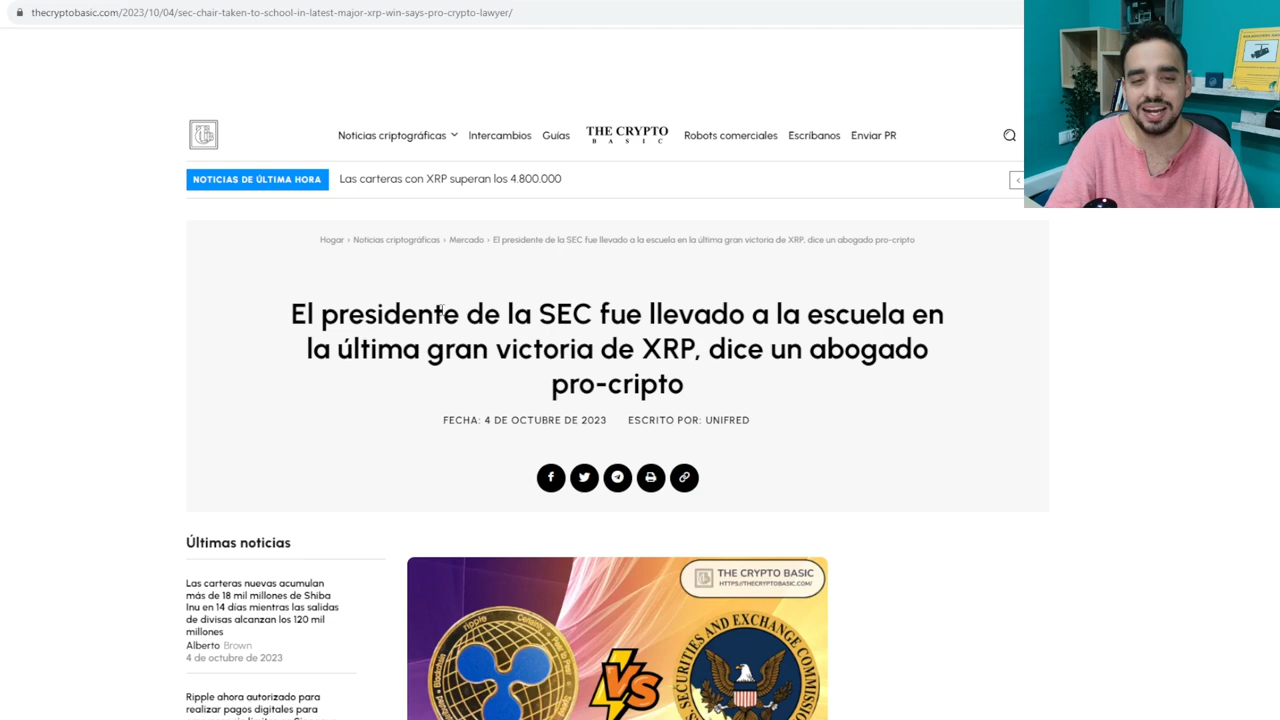 thecryptobasic.com/2023/10/04/sec-chair-taken-to-school-in-latest-major-xrp-win-says-pro-crypto-lawyer/
Noticias criptográficas Intercambios Guías THE CRYPTO BASIC Robots comerciales Escríbanos Enviar PR
NOTICIAS DE ÚLTIMA HORA Las carteras con XRP superan los 4.800.000
Hogar › Noticias criptográficas › Mercado › El presidente de la SEC fue llevado a la escuela en la última gran victoria de XRP, dice un abogado pro-cripto
El presidente de la SEC fue llevado a la escuela en
la última gran victoria de XRP, dice un abogado
pro-cripto
FECHA: 4 DE OCTUBRE DE 2023 ESCRITO POR: UNIFRED
Últimas noticias
Las carteras nuevas acumulan
más de 18 mil millones de Shiba
Inu en 14 días mientras las salidas
de divisas alcanzan los 120 mil
millones
Alberto Brown
4 de octubre de 2023
Ripple ahora autorizado para
realizar pagos digitales para
THE CRYPTO BASIC
HTTPS://THECRYPTOBASIC.COM/
ripple
VS
SECURITIES AND EXCHANGE COMMISSION